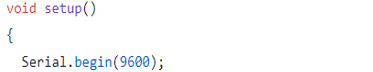 void setup()
{
Serial.begin(9600);